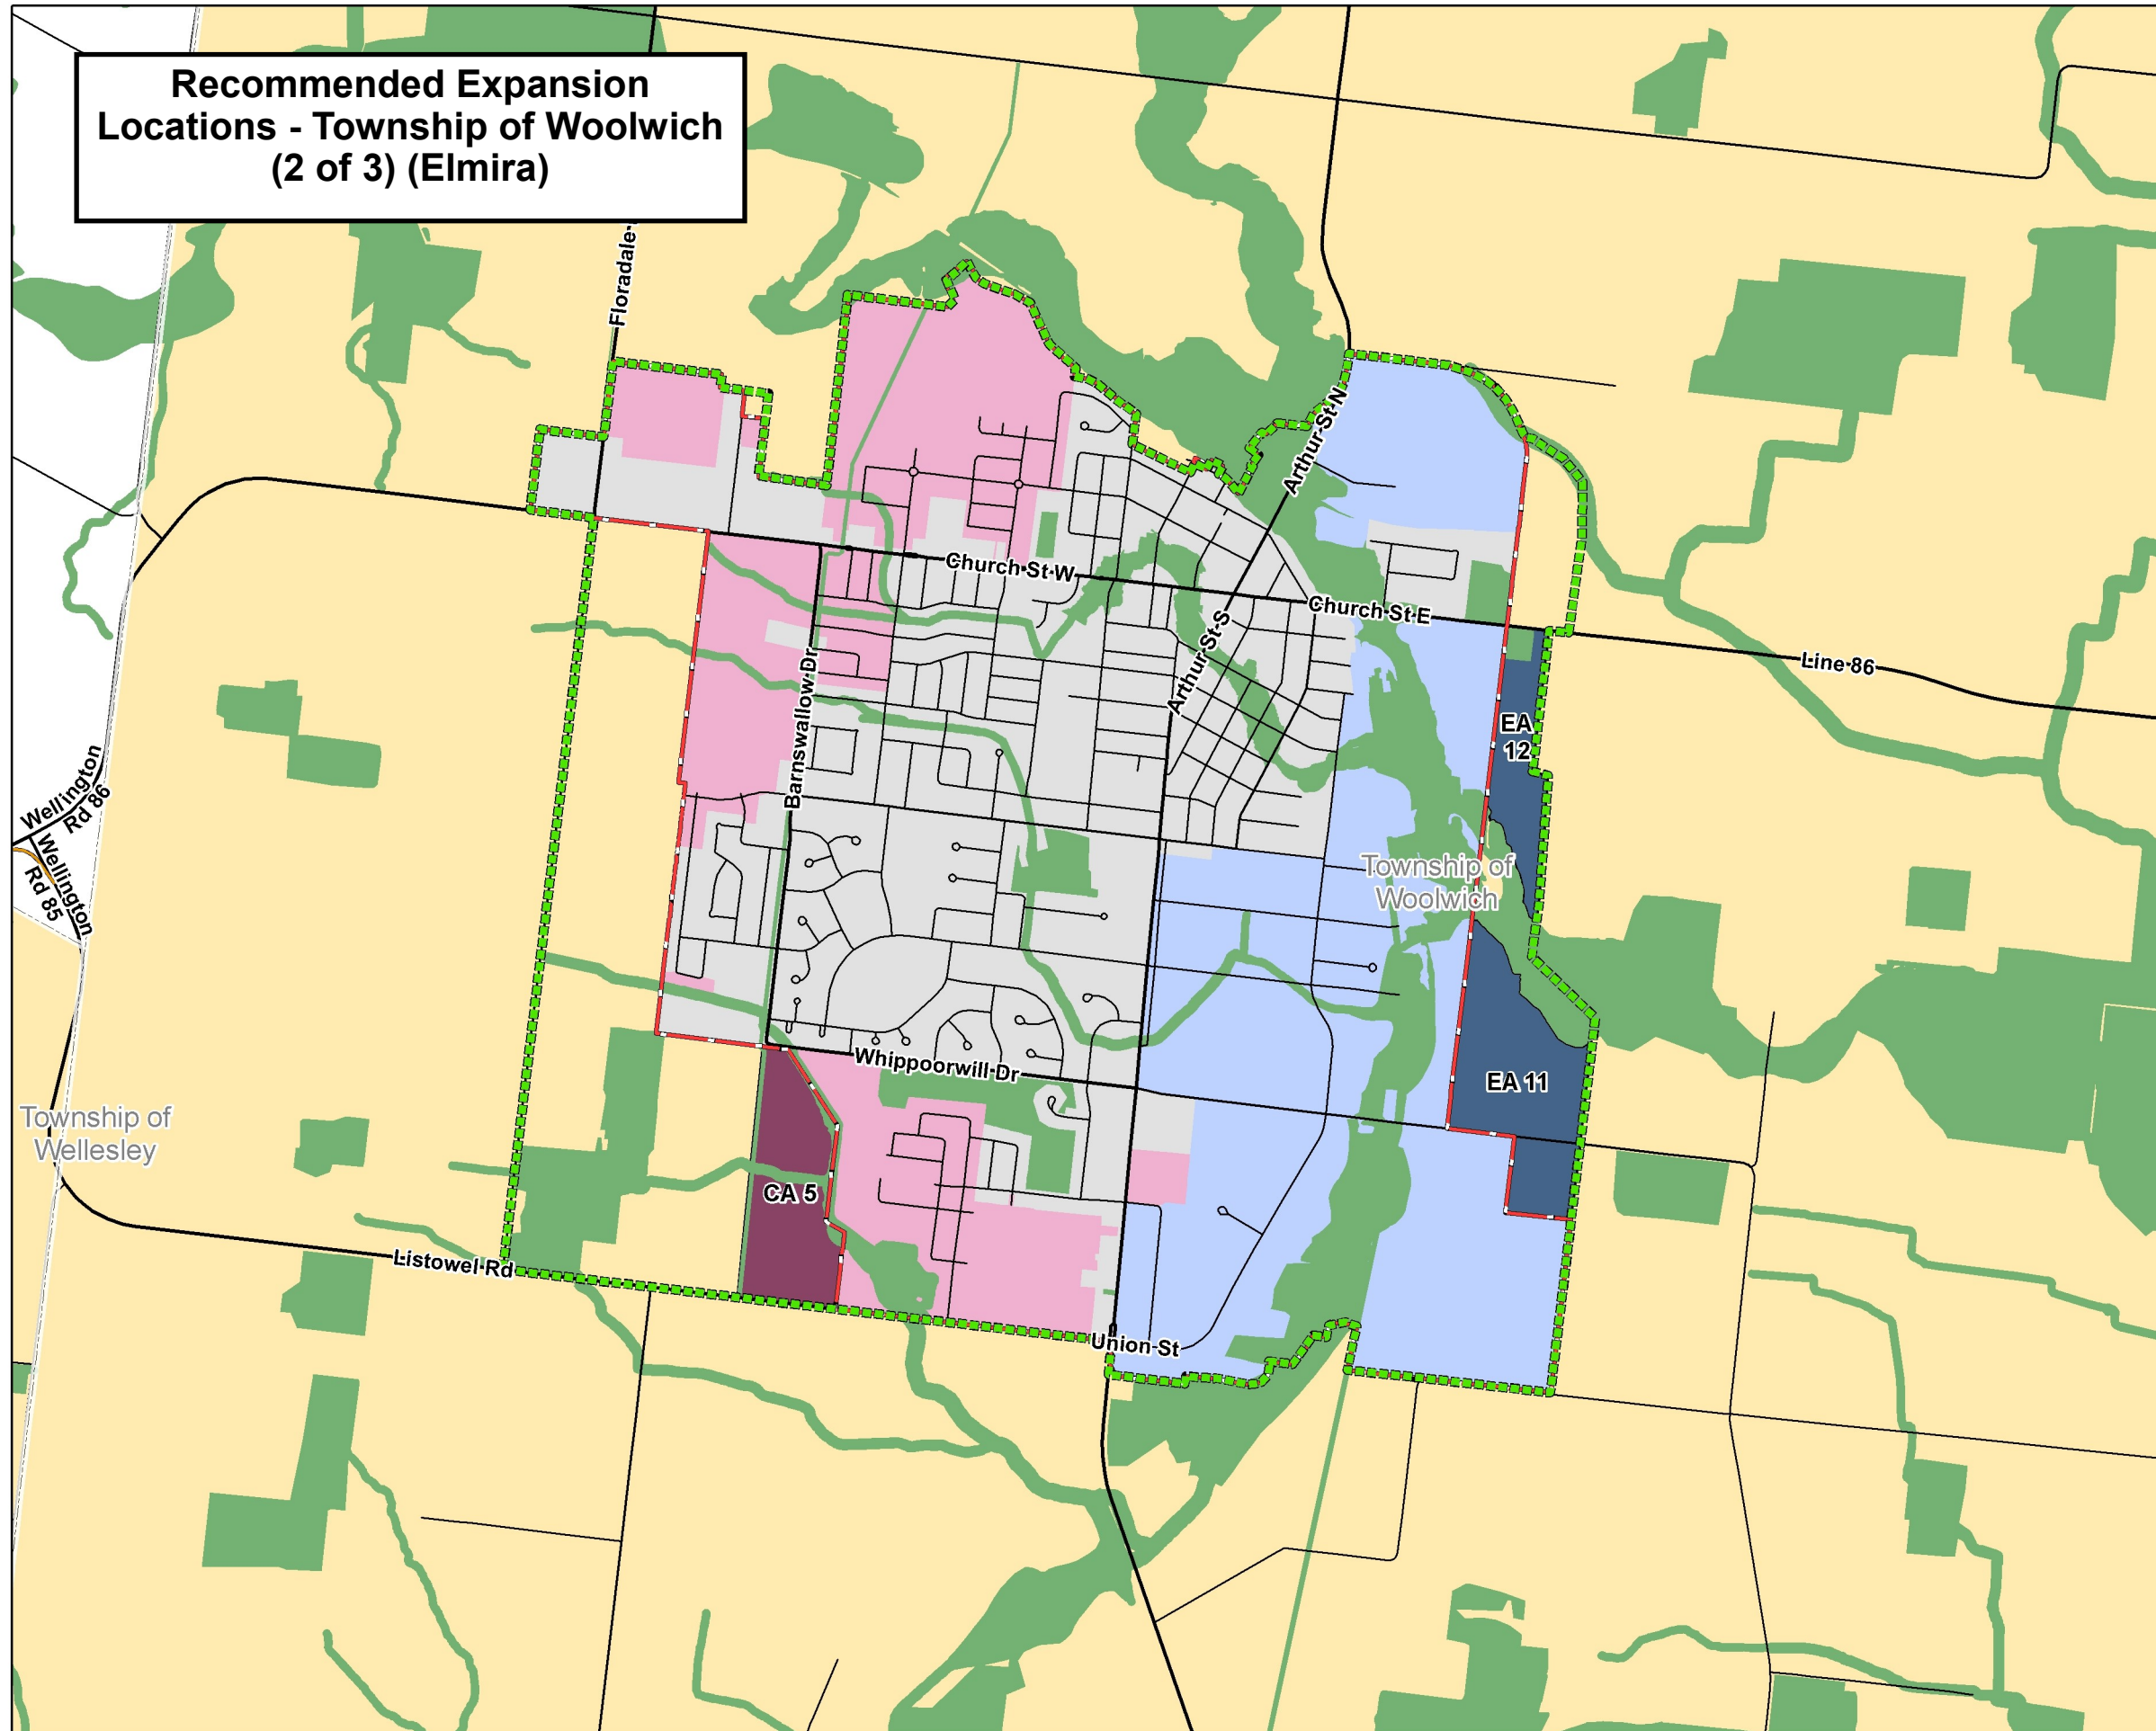 Recommended Expansion
Locations - Township of Woolwich
(2 of 3) (Elmira)
Floradale
Arthur St N
Church St W
Church St E
Arthur St S
Line 86
Barnswallow Dr
EA
12
Wellington
Rd 86
Wellington
Rd 85
Township of
Woolwich
Whippoorwill Dr
EA 11
Township of
Wellesley
CA 5
Listowel Rd
Union St